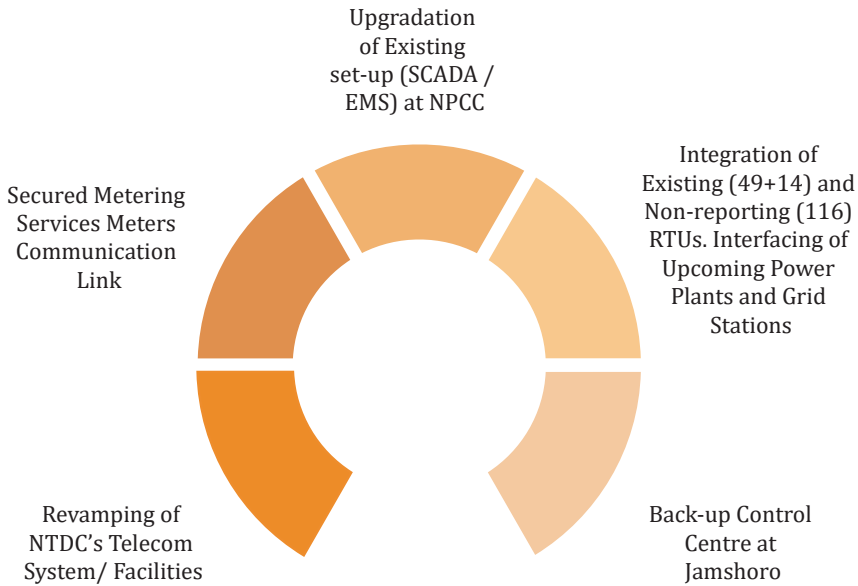 Upgradation
of Existing
set-up (SCADA /
EMS) at NPCC
Secured Metering
Services Meters
Communication
Link
Integration of
Existing (49+14) and
Non-reporting (116)
RTUs. Interfacing of
Upcoming Power
Plants and Grid
Stations
Revamping of
NTDC's Telecom
System/ Facilities
Back-up Control
Centre at
Jamshoro